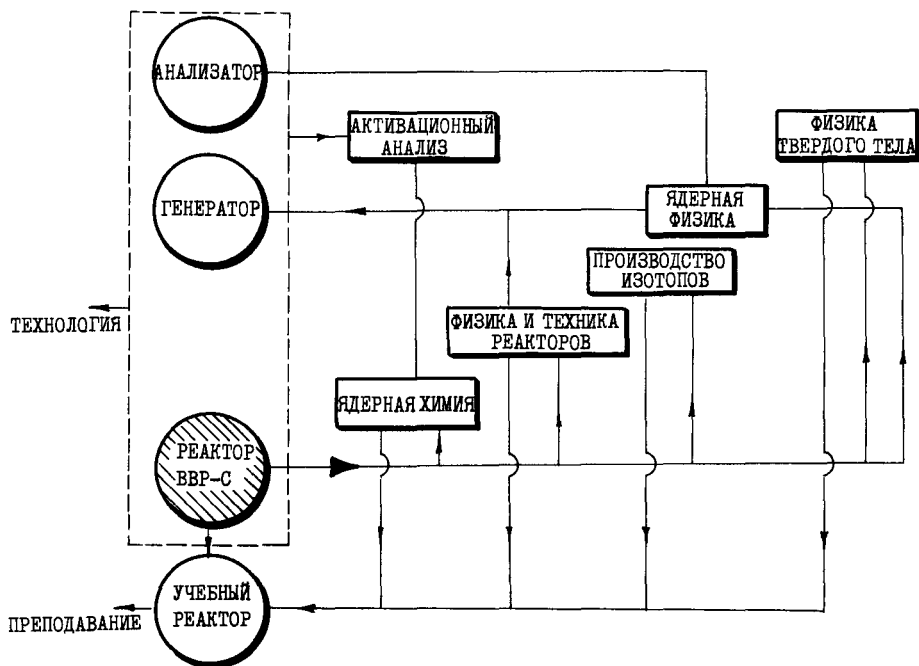 АНАЛИЗАТОР
АКТИВАЦИОННЫЙ
АНАЛИЗ
ФИЗИКА
ТВЕРДОГО ТЕЛА
ГЕНЕРАТОР
ЯДЕРНАЯ
ФИЗИКА
ПРОИЗВОДСТВО
ИЗОТОПОВ
ТЕХНОЛОГИЯ
ФИЗИКА И ТЕХНИКА
РЕАКТОРОВ
ЯДЕРНАЯ ХИМИЯ
РЕАКТОР
ВВР-С
УЧЕБНЫЙ
РЕАКТОР
ПРЕПОДАВАНИЕ